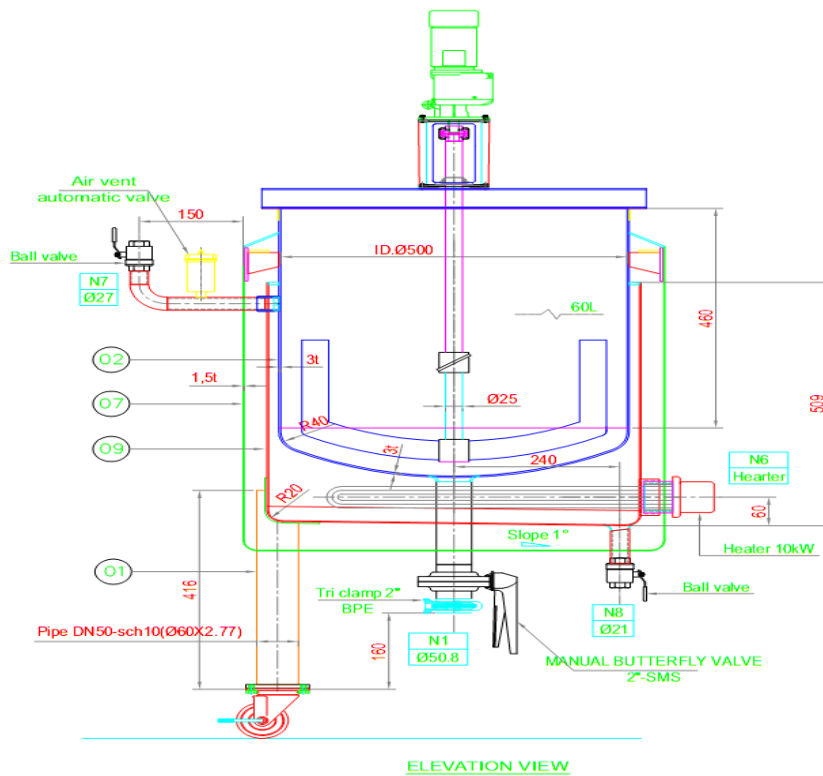 Air vent
automatic valve
150
Ball valve
N7
Ø27
ID.Ø500
60L
460
509
O2
3t
1,5t
O7
Ø25
R40
O9
3t
240
N6
Hearter
R20
60
Slope 1°
Heater 10kW
O1
416
Tri clamp 2"
BPE
Ball valve
N8
Ø21
Pipe DN50-sch10(Ø60X2.77)
N1
Ø50.8
160
MANUAL BUTTERFLY VALVE
2"-SMS
ELEVATION VIEW